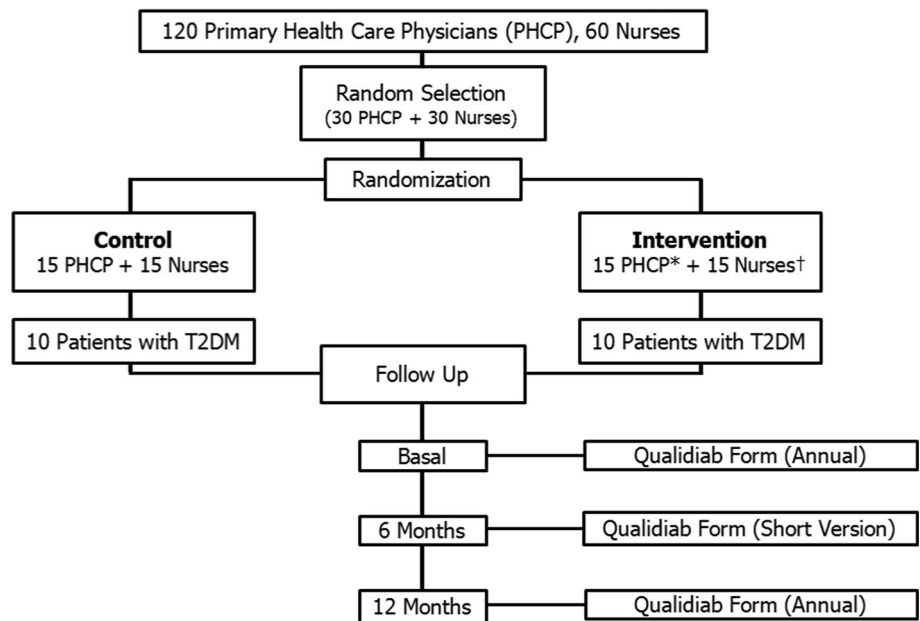 120 Primary Health Care Physicians (PHCP), 60 Nurses
Random Selection
(30 PHCP + 30 Nurses)
Randomization
Control
15 PHCP + 15 Nurses
Intervention
15 PHCP* + 15 Nurses†
10 Patients with T2DM
10 Patients with T2DM
Follow Up
Basal
Qualidiab Form (Annual)
6 Months
Qualidiab Form (Short Version)
12 Months
Qualidiab Form (Annual)